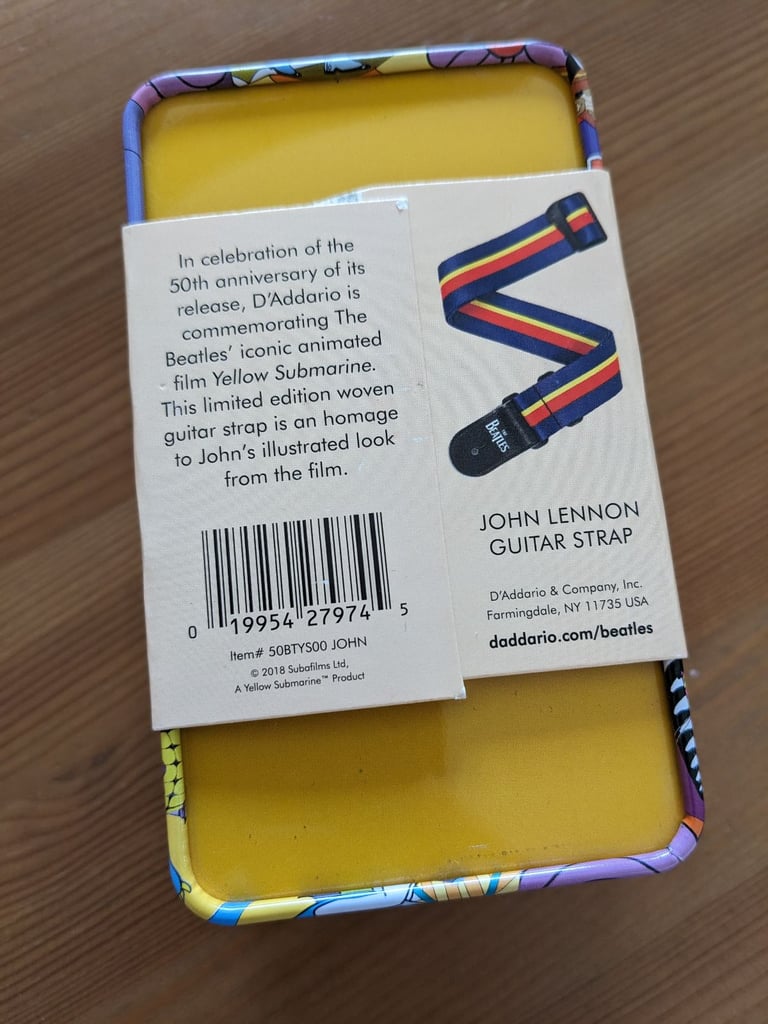 In celebration of the
50th anniversary of its
release, D'Addario is
commemorating The
Beatles' iconic animated
film Yellow Submarine.
This limited edition woven
guitar strap is an homage
to John's illustrated look
from the film.
0 19954 27974 5
Item# 50BTYS00 JOHN
© 2018 Subafilms Ltd,
A Yellow Submarine™ Product
THE
BEATLES
JOHN LENNON
GUITAR STRAP
D'Addario & Company, Inc.
Farmingdale, NY 11735 USA
daddario.com/beatles